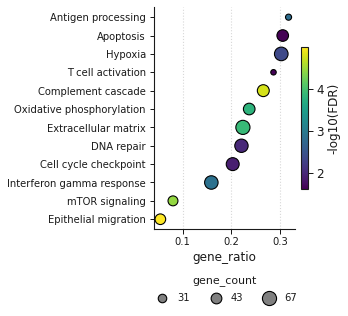 Antigen processing
Apoptosis
Hypoxia
T cell activation
Complement cascade
Oxidative phosphorylation
Extracellular matrix
DNA repair
Cell cycle checkpoint
Interferon gamma response
mTOR signaling
Epithelial migration
0.1 0.2 0.3
gene_ratio
4
3
2
-log10(FDR)
gene_count
31 43 67